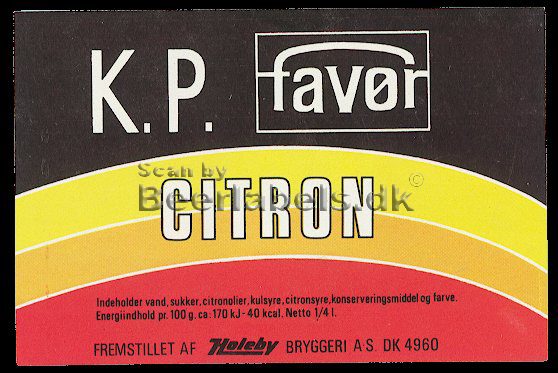 K.P. favør
Scan by
Beerlabels.dk ©
CITRON
Indeholder vand, sukker, citronolier, kulsyre, citronsyre, konserveringsmiddel og farve.
Energiindhold pr. 100 g. ca: 170 kJ - 40 kcal. Netto 1/4 l.
FREMSTILLET AF Holeby BRYGGERI A·S. DK 4960